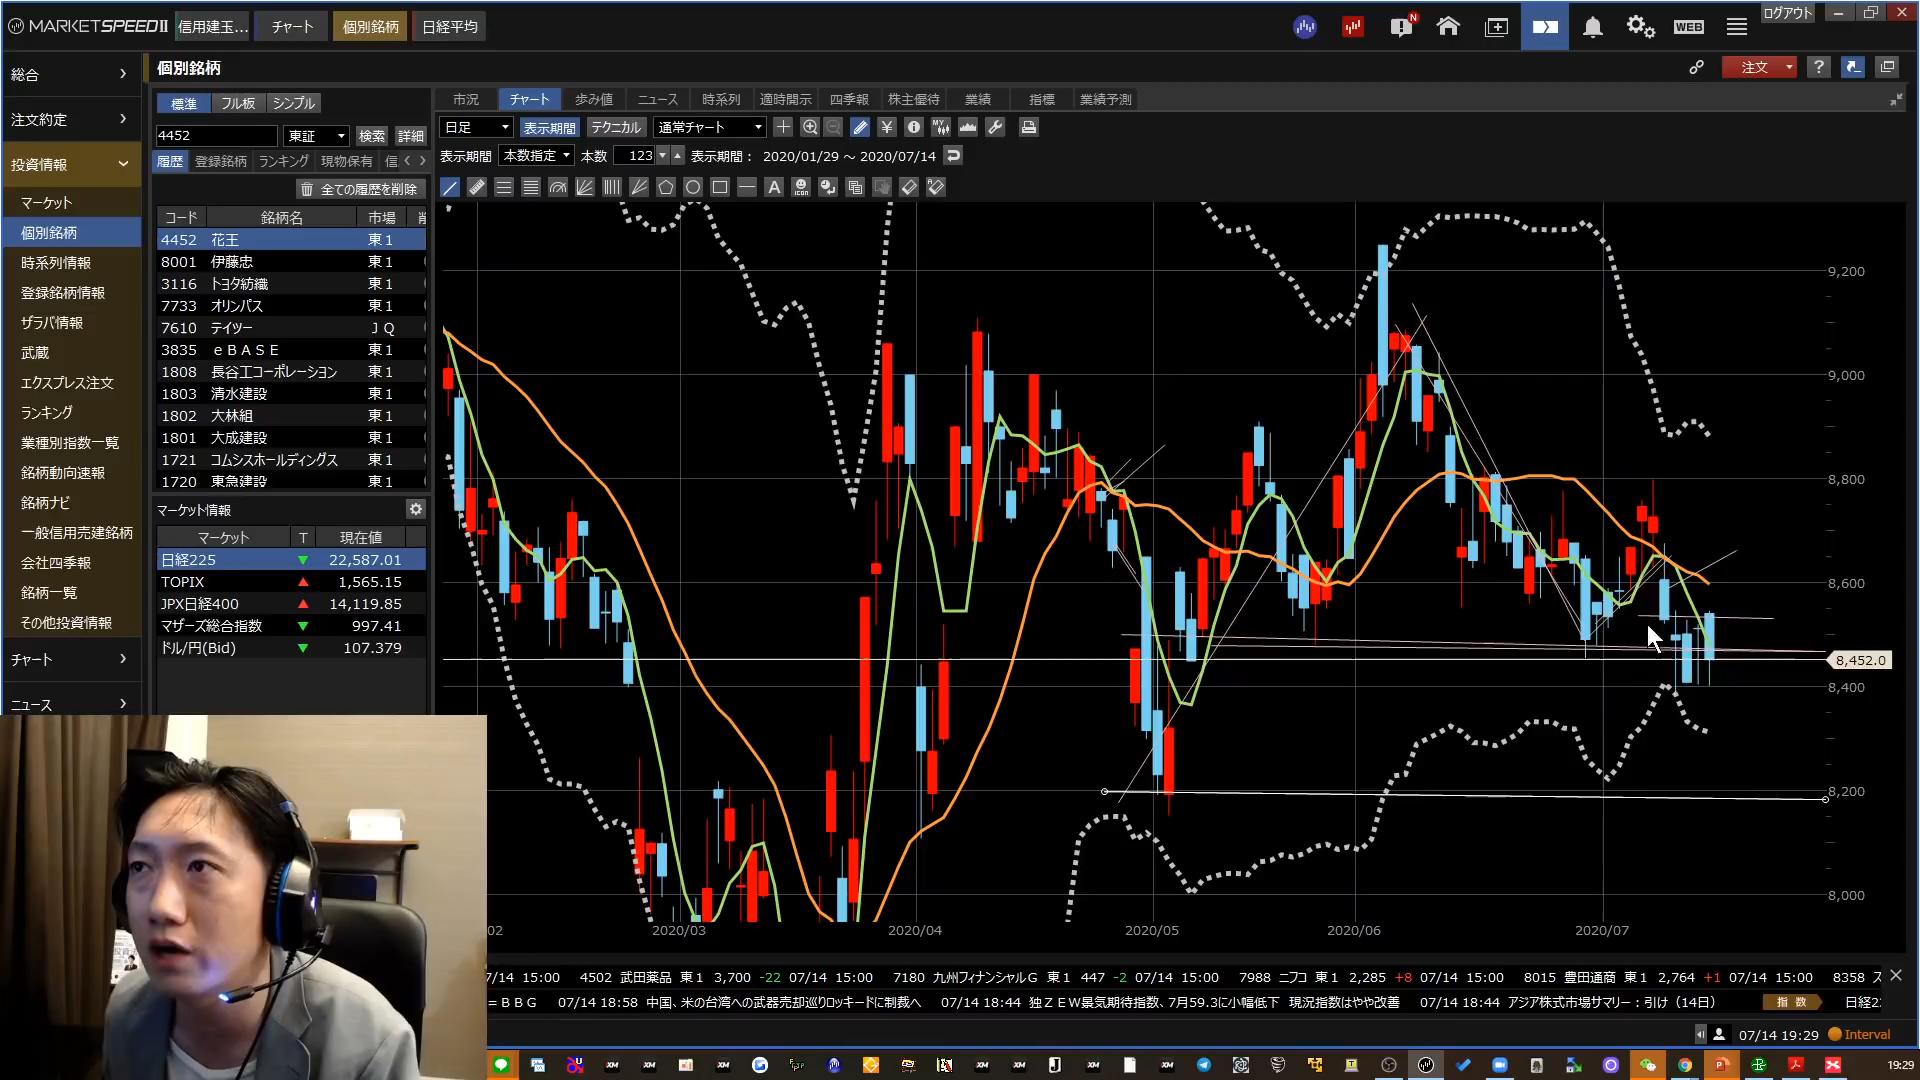 MARKETSPEEDⅡ 信用建玉... チャート 個別銘柄 日経平均 N WEB ログアウト
総合
注文約定
投資情報
マーケット
個別銘柄
時系列情報
登録銘柄情報
ザラバ情報
武蔵
エクスプレス注文
ランキング
業種別指数一覧
銘柄動向速報
銘柄ナビ
一般信用売建銘柄
会社四季報
銘柄一覧
その他投資情報
チャート
ニュース
個別銘柄 注文 ?
標準 フル板 シンプル
4452 東証 検索 詳細
履歴 登録銘柄 ランキング 現物保有 信
全ての履歴を削除
コード 銘柄名 市場
4452 花王 東1
8001 伊藤忠 東1
3116 トヨタ紡織 東1
7733 オリンパス 東1
7610 テイツー ＪＱ
3835 ｅＢＡＳＥ 東1
1808 長谷工コーポレーション 東1
1803 清水建設 東1
1802 大林組 東1
1801 大成建設 東1
1721 コムシスホールディングス 東1
1720 東急建設 東1
マーケット情報
マーケット T 現在値
日経225 ▼ 22,587.01
TOPIX ▲ 1,565.15
JPX日経400 ▲ 14,119.85
マザーズ総合指数 ▼ 997.41
ドル/円(Bid) ▼ 107.379
市況 チャート 歩み値 ニュース 時系列 適時開示 四季報 株主優待 業績 指標 業績予測
日足 表示期間 テクニカル 通常チャート ¥ MY
表示期間 本数指定 本数 123 表示期間： 2020/01/29 ～ 2020/07/14
A ICON
9,200
9,000
8,800
8,600
8,452.0
8,400
8,200
8,000
02 2020/03 2020/04 2020/05 2020/06 2020/07
7/14 15:00 4502 武田薬品 東1 3,700 -22 07/14 15:00 7180 九州フィナンシャルＧ 東1 447 -2 07/14 15:00 7988 ニフコ 東1 2,285 +8 07/14 15:00 8015 豊田通商 東1 2,764 +1 07/14 15:00 8358 ス
＝ＢＢＧ 07/14 18:58 中国、米の台湾への武器売却巡りロッキードに制裁へ 07/14 18:44 独ＺＥＷ景気期待指数、7月59.3に小幅低下 現況指数はやや改善 07/14 18:44 アジア株式市場サマリー：引け（14日） 指数 日経2
07/14 19:29 Interval
19:29